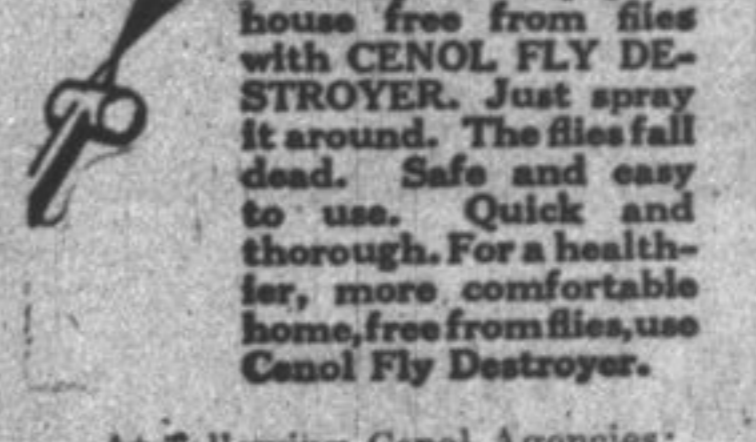 house free from flies
with CENOL FLY DE-
STROYER. Just spray
it around. The flies fall
dead. Safe and easy
to use. Quick and
thorough. For a health-
ier, more comfortable
home, free from flies, use
Cenol Fly Destroyer.
Cenol Agencies: